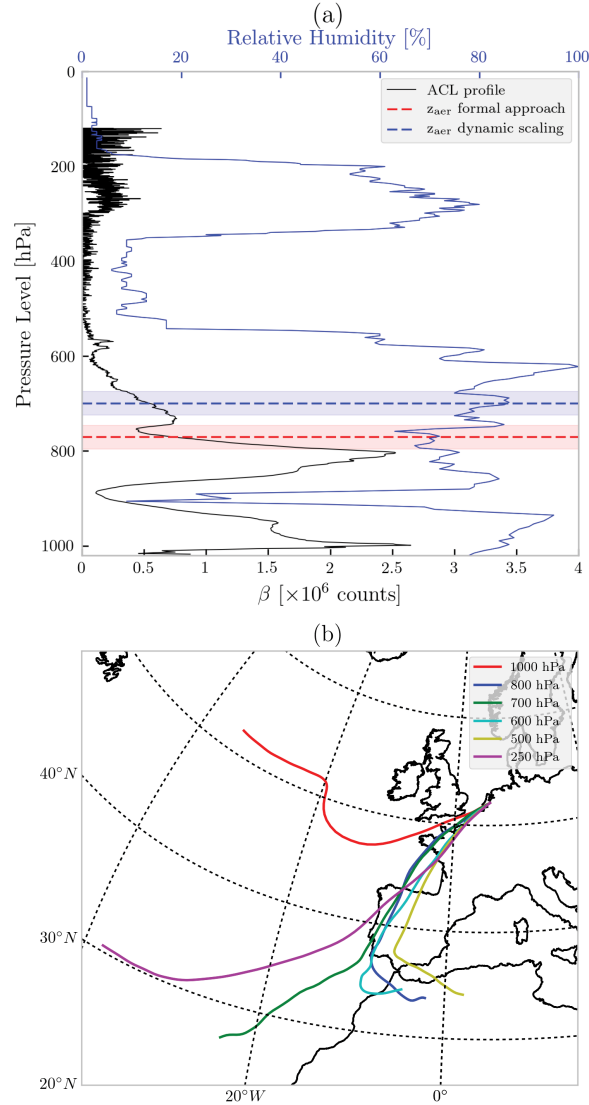 (a)
Relative Humidity [%]
0 20 40 60 80 100
ACL profile
z_aer formal approach
z_aer dynamic scaling
0
200
400
600
800
1000
Pressure Level [hPa]
0 0.5 1 1.5 2 2.5 3 3.5 4
β [×10⁶ counts]
(b)
1000 hPa
800 hPa
700 hPa
600 hPa
500 hPa
250 hPa
40°N
30°N
20°N
20°W 0°